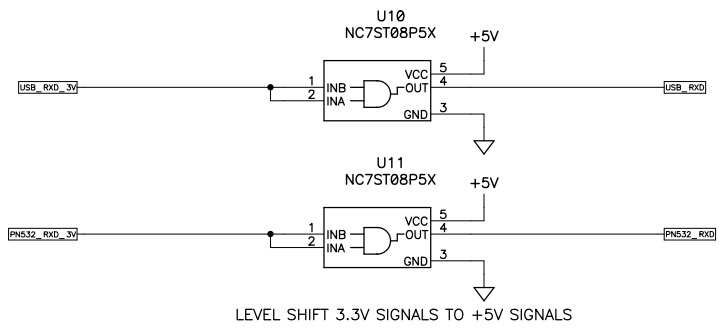 U10
NC7ST08P5X
+5V
USB_RXD_3V
1 INB
2 INA
VCC 5
OUT 4
GND 3
USB_RXD
U11
NC7ST08P5X
+5V
PN532_RXD_3V
1 INB
2 INA
VCC 5
OUT 4
GND 3
PN532_RXD
LEVEL SHIFT 3.3V SIGNALS TO +5V SIGNALS